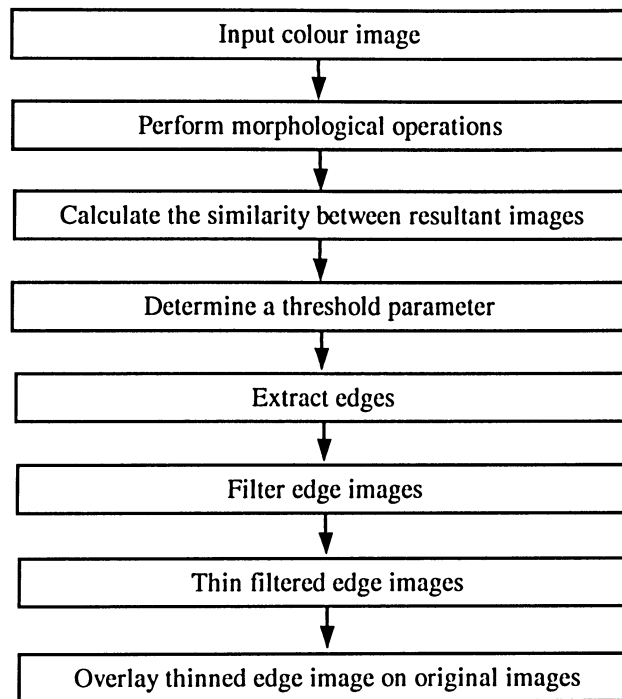 Input colour image
Perform morphological operations
Calculate the similarity between resultant images
Determine a threshold parameter
Extract edges
Filter edge images
Thin filtered edge images
Overlay thinned edge image on original images